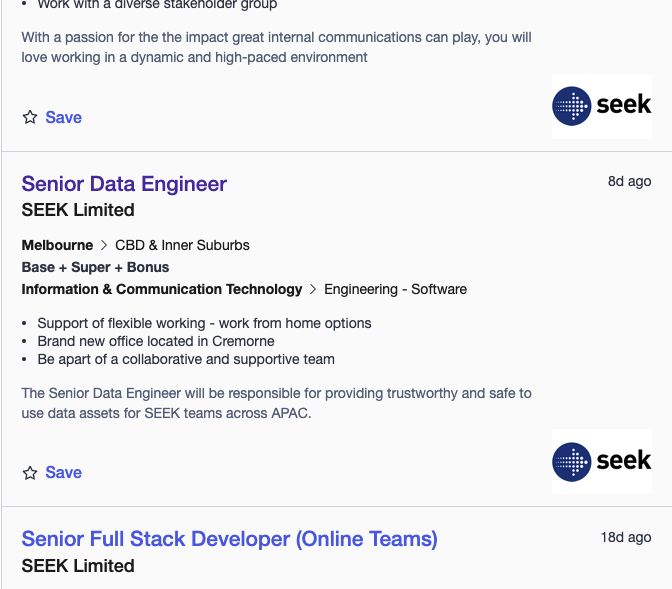 • Work with a diverse stakeholder group
With a passion for the the impact great internal communications can play, you will
love working in a dynamic and high-paced environment
Save
seek
Senior Data Engineer
8d ago
SEEK Limited
Melbourne > CBD & Inner Suburbs
Base + Super + Bonus
Information & Communication Technology > Engineering - Software
• Support of flexible working - work from home options
• Brand new office located in Cremorne
• Be apart of a collaborative and supportive team
The Senior Data Engineer will be responsible for providing trustworthy and safe to
use data assets for SEEK teams across APAC.
Save
seek
Senior Full Stack Developer (Online Teams)
18d ago
SEEK Limited